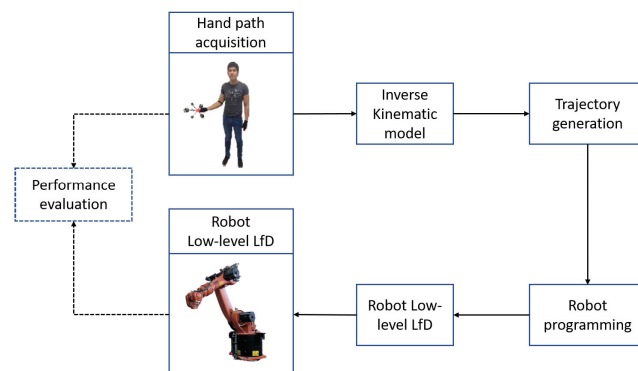 Hand path
acquisition
Inverse
Kinematic
model
Trajectory
generation
Performance
evaluation
Robot
Low-level LfD
Robot Low-
level LfD
Robot
programming